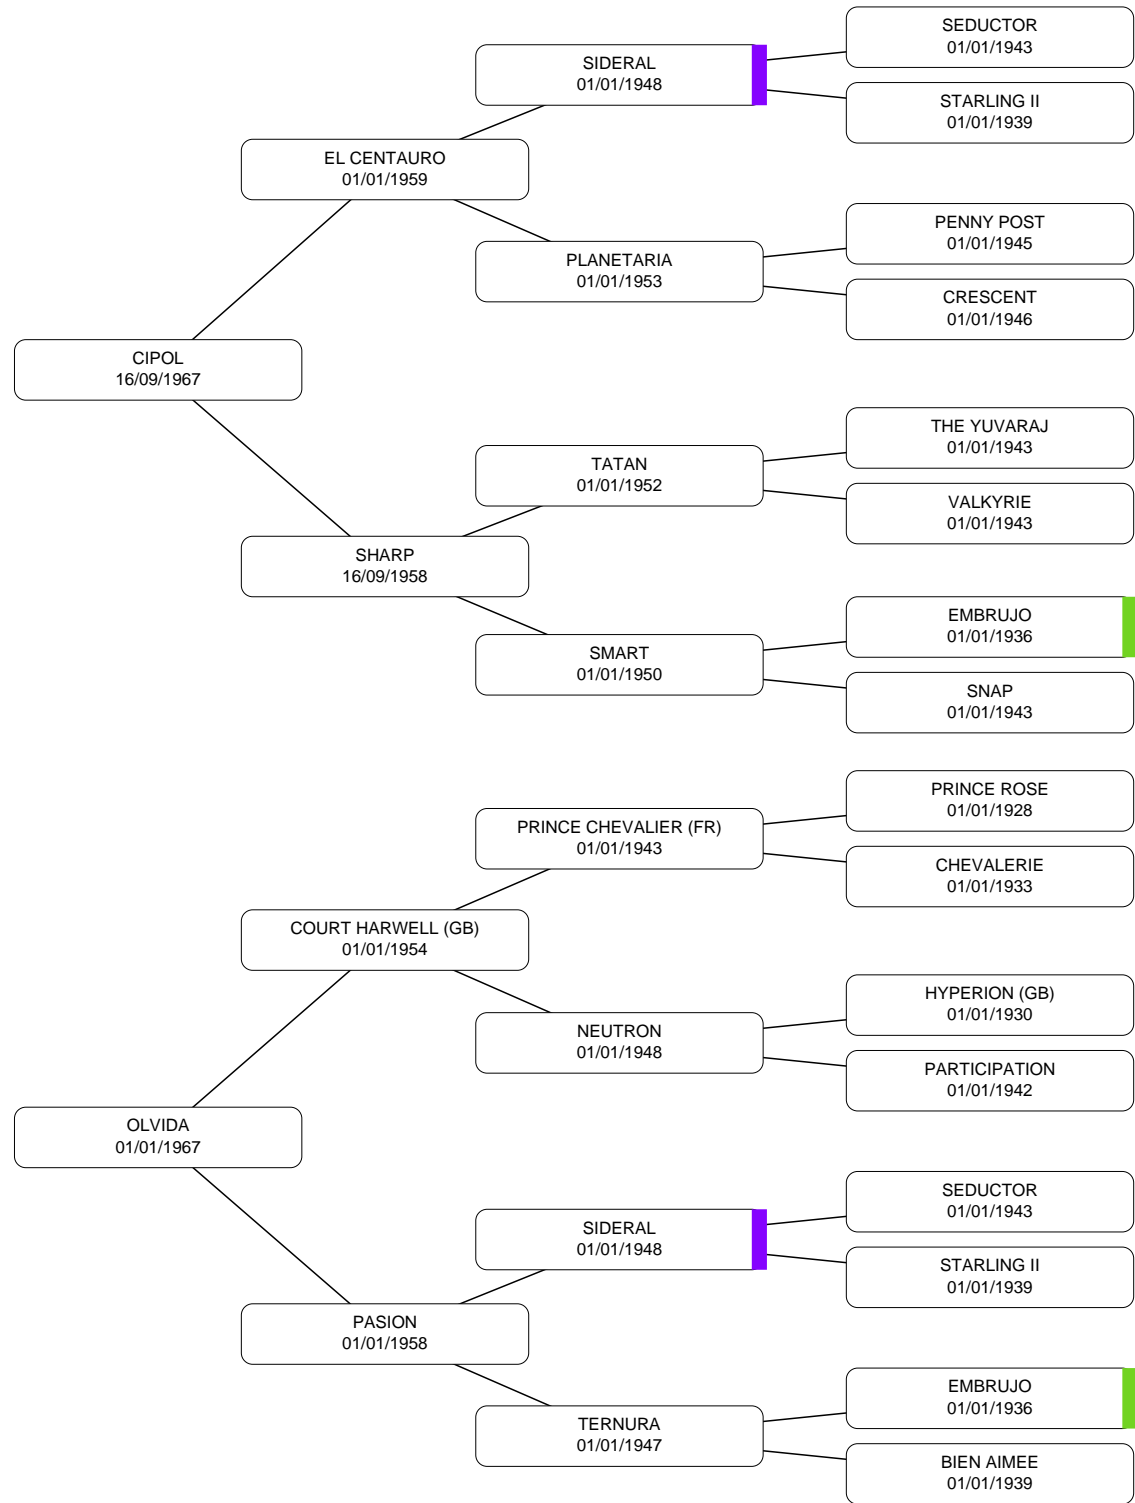 SEDUCTOR
01/01/1943
SIDERAL
01/01/1948
STARLING II
01/01/1939
EL CENTAURO
01/01/1959
PENNY POST
01/01/1945
PLANETARIA
01/01/1953
CRESCENT
01/01/1946
CIPOL
16/09/1967
THE YUVARAJ
01/01/1943
TATAN
01/01/1952
VALKYRIE
01/01/1943
SHARP
16/09/1958
EMBRUJO
01/01/1936
SMART
01/01/1950
SNAP
01/01/1943
PRINCE ROSE
01/01/1928
PRINCE CHEVALIER (FR)
01/01/1943
CHEVALERIE
01/01/1933
COURT HARWELL (GB)
01/01/1954
HYPERION (GB)
01/01/1930
NEUTRON
01/01/1948
PARTICIPATION
01/01/1942
OLVIDA
01/01/1967
SEDUCTOR
01/01/1943
SIDERAL
01/01/1948
STARLING II
01/01/1939
PASION
01/01/1958
EMBRUJO
01/01/1936
TERNURA
01/01/1947
BIEN AIMEE
01/01/1939